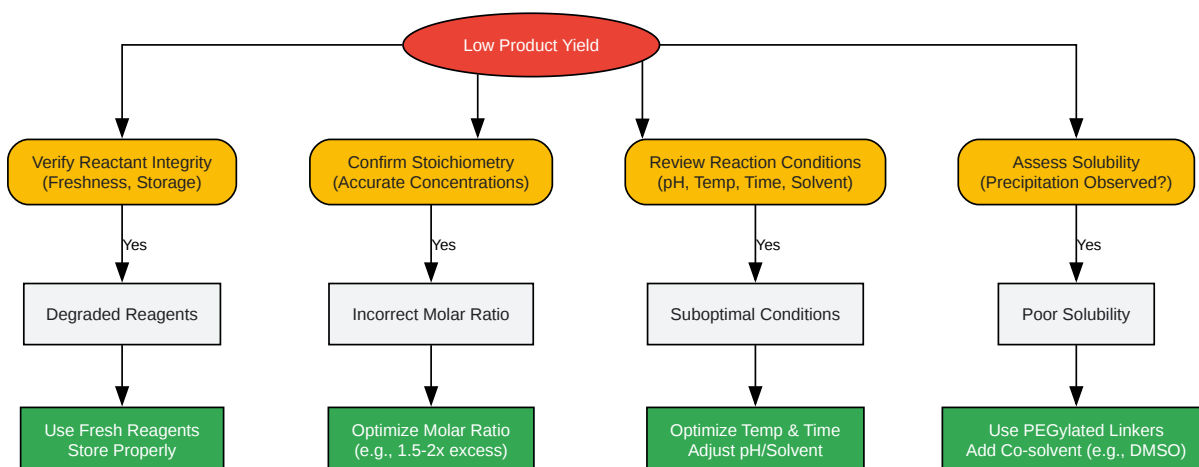 Low Product Yield
Verify Reactant Integrity
(Freshness, Storage)
Confirm Stoichiometry
(Accurate Concentrations)
Review Reaction Conditions
(pH, Temp, Time, Solvent)
Assess Solubility
(Precipitation Observed?)
Yes
Yes
Yes
Yes
Degraded Reagents
Incorrect Molar Ratio
Suboptimal Conditions
Poor Solubility
Use Fresh Reagents
Store Properly
Optimize Molar Ratio
(e.g., 1.5-2x excess)
Optimize Temp & Time
Adjust pH/Solvent
Use PEGylated Linkers
Add Co-solvent (e.g., DMSO)